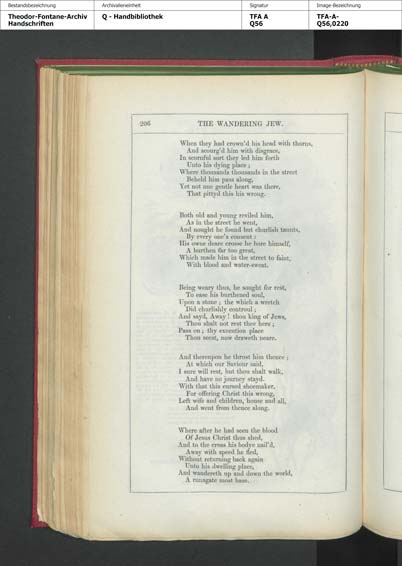 Bestandsbezeichnung
Archivalieneinheit
Signatur
Image-Bezeichnung
Theodor-Fontane-Archiv
Handschriften
Q - Handbibliothek
TFA A
Q56
TFA-A-
Q56,0220
206
THE WANDERING JEW.
When they had crown'd his head with thorns,
And scourg'd him with disgrace,
In scornful sort they led him forth
Unto his dying place;
Where thousands thousands in the street
Beheld him pass along,
Yet not one gentle heart was there,
That pityd this his wrong.
Both old and young reviled him,
As in the street he went,
And nought he found but churlish taunts,
By every one's consent:
His owne deare crosse he bore himself,
A burthen far too great,
Which made him in the street to faint,
With blood and water-sweat.
Being weary thus, he sought for rest,
To ease his burthened soul,
Upon a stone; the which a wretch
Did churlishly controul;
And sayd, Away! thou king of Jews,
Thou shalt not rest thee here;
Pass on; thy execution place
Thou seest, now draweth neare.
And thereupon he thrust him thence;
At which our Saviour said,
I sure will rest, but thou shalt walk,
And have no journey stayd.
With that this cursed shoemaker,
For offering Christ this wrong,
Left wife and children, house and all,
And went from thence along.
Where after he had seen the blood
Of Jesus Christ thus shed,
And to the cross his bodye nail'd,
Away with speed he fled,
Without returning back again
Unto his dwelling place,
And wandereth up and down the world,
A runagate most base.